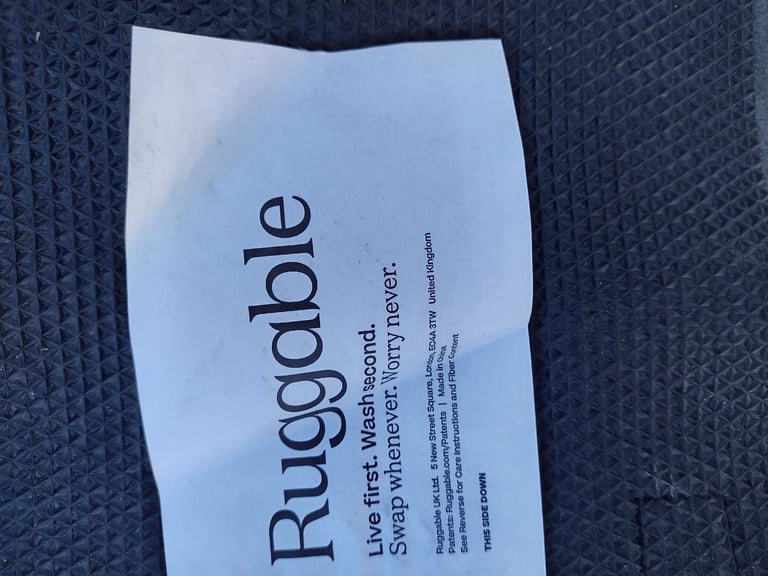 Ruggable
Live first. Wash second.
Swap whenever. Worry never.
Ruggable UK Ltd. 5 New Street Square, London, EC4A 3TW United Kingdom
Patents: Ruggable.com/Patents | Made in China
See Reverse for Care Instructions and Fiber Content
THIS SIDE DOWN